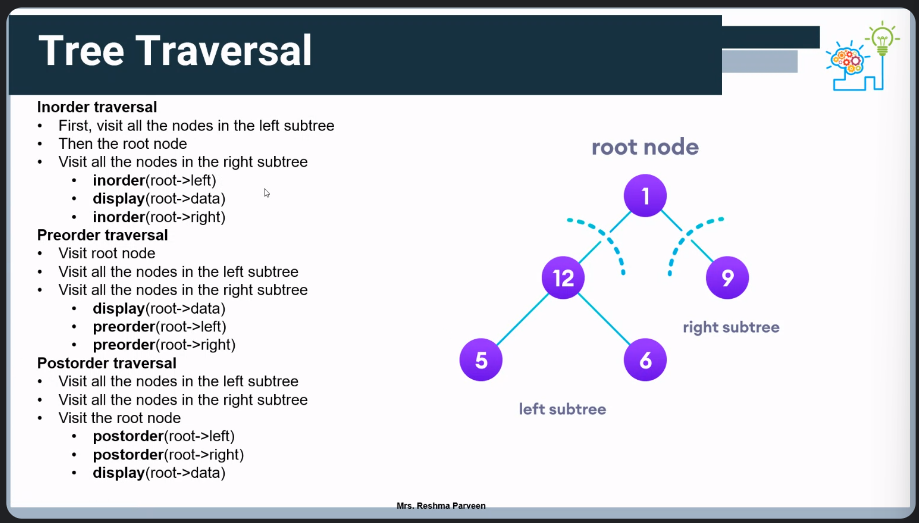 Tree Traversal
Inorder traversal
• First, visit all the nodes in the left subtree
• Then the root node
• Visit all the nodes in the right subtree
• inorder(root->left)
• display(root->data)
• inorder(root->right)
Preorder traversal
• Visit root node
• Visit all the nodes in the left subtree
• Visit all the nodes in the right subtree
• display(root->data)
• preorder(root->left)
• preorder(root->right)
Postorder traversal
• Visit all the nodes in the left subtree
• Visit all the nodes in the right subtree
• Visit the root node
• postorder(root->left)
• postorder(root->right)
• display(root->data)
root node
1
12
9
right subtree
5
6
left subtree
Mrs. Reshma Parveen